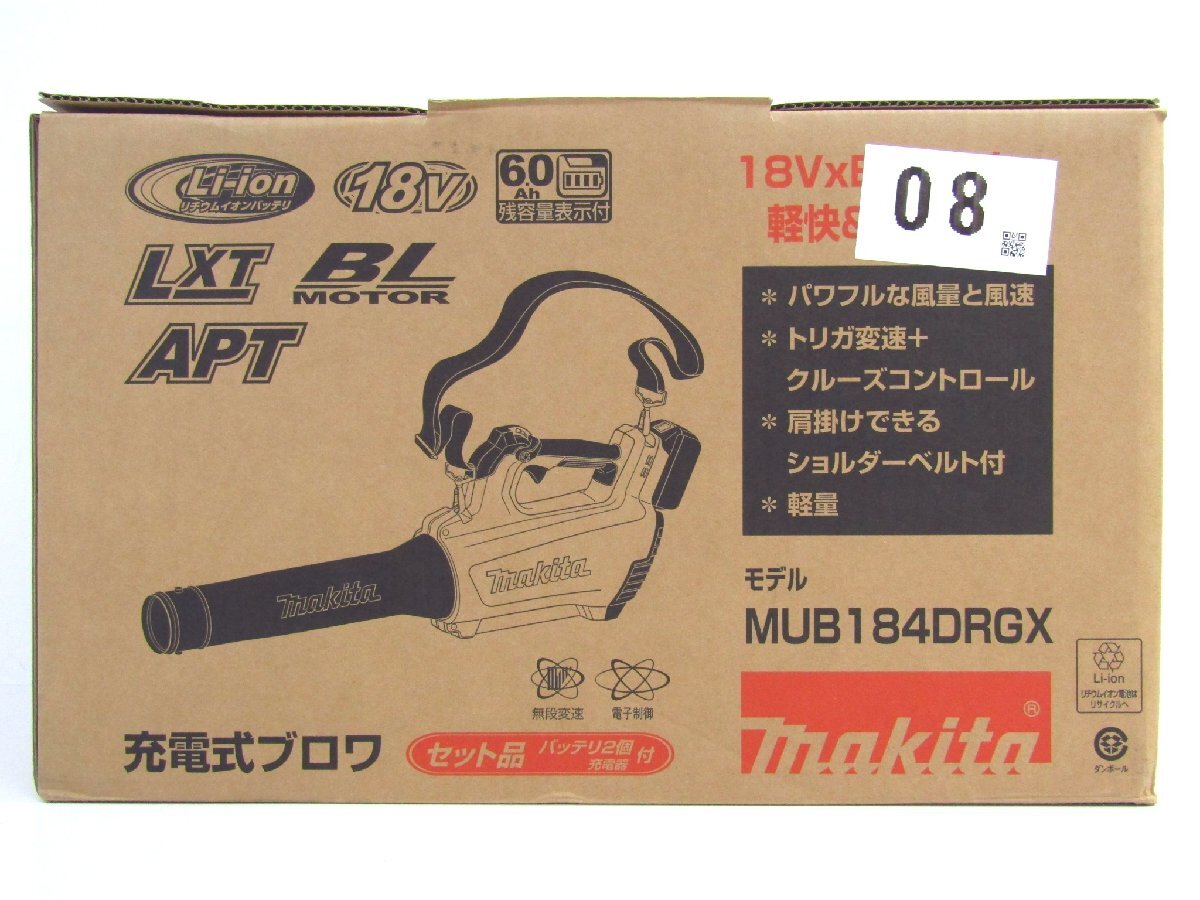 Li-ion
リチウムイオンバッテリ
18V
6.0
Ah
残容量表示付
LXT
BL
MOTOR
APT
18Vx
軽快&
08
* パワフルな風量と風速
* トリガ変速+
クルーズコントロール
* 肩掛けできる
ショルダーベルト付
* 軽量
makita
makita
モデル
MUB184DRGX
無段変速
電子制御
充電式ブロワ
セット品
バッテリ2個
充電器
付
makita®
Li-ion
リチウムイオン電池は
リサイクルへ
ダンボール